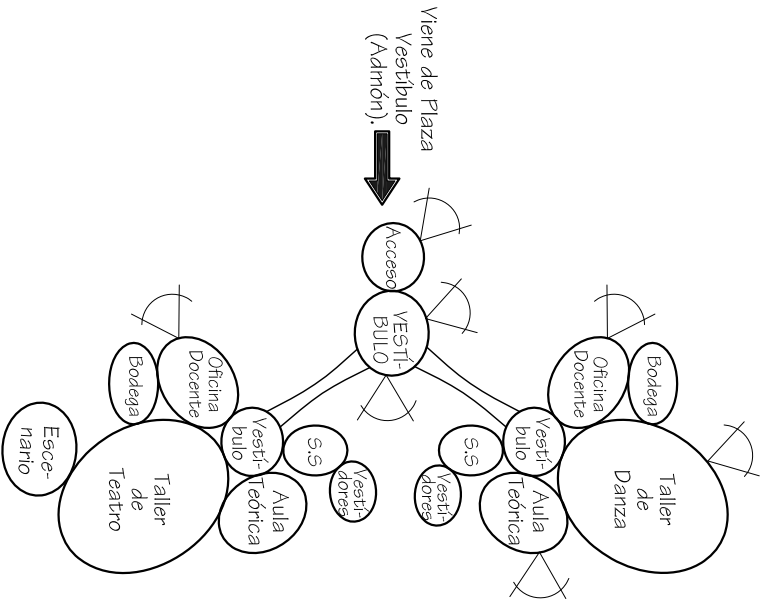 Viene de Plaza
Vestíbulo
(Admón).
Acceso
VESTÍ-
BULO
Oficina
Docente
Bodega
Vestí-
bulo
S.S
Vestí-
dores
Aula
Teórica
Taller
de
Teatro
Esce-
nario
Oficina
Docente
Bodega
Vestí-
bulo
S.S
Vestí-
dores
Aula
Teórica
Taller
de
Danza